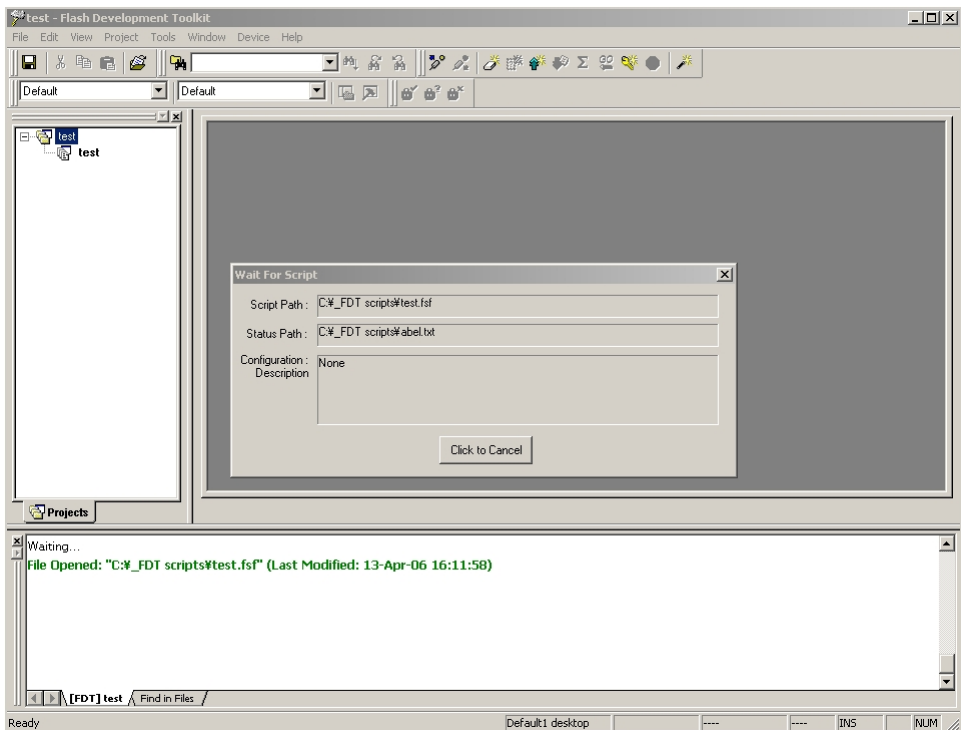 test - Flash Development Toolkit
File Edit View Project Tools Window Device Help
Default Default
test
test
Wait For Script
Script Path : C:¥_FDT scripts¥test.fsf
Status Path : C:¥_FDT scripts¥abel.txt
Configuration : None
Description
Click to Cancel
Projects
Waiting...
File Opened: "C:¥_FDT scripts¥test.fsf" (Last Modified: 13-Apr-06 16:11:58)
[FDT] test Find in Files
Ready Default1 desktop ---- ---- INS NUM